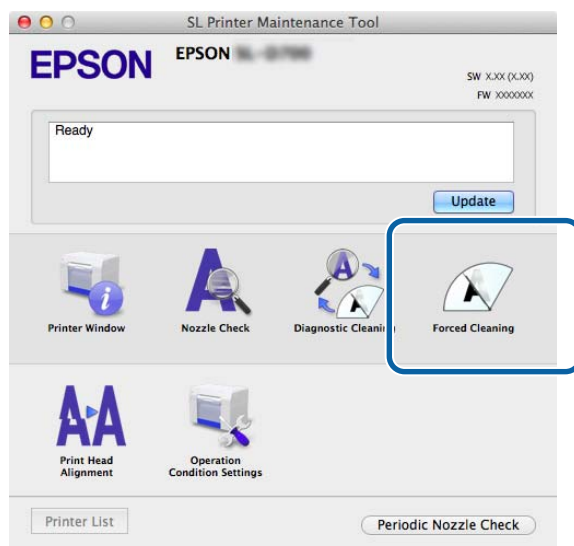 SL Printer Maintenance Tool
EPSON
EPSON
SW X.XX (X.XX)
FW XXXXXXX
Ready
Update
Printer Window
Nozzle Check
Diagnostic Cleaning
Forced Cleaning
Print Head
Alignment
Operation
Condition Settings
Printer List
Periodic Nozzle Check